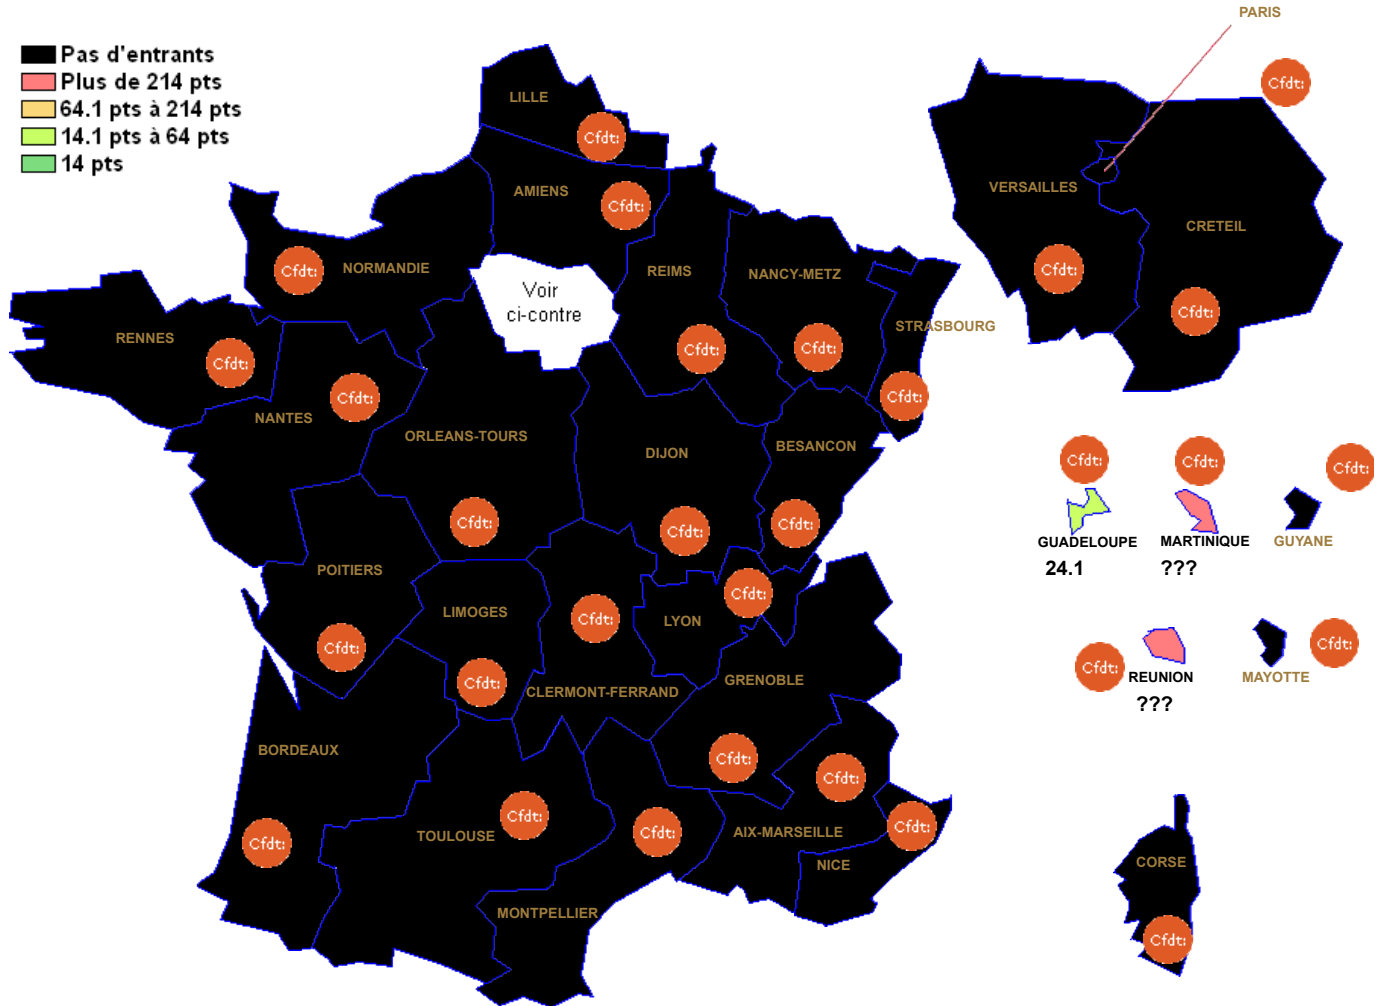 PARIS
Pas d'entrants
Plus de 214 pts
64.1 pts à 214 pts
14.1 pts à 64 pts
14 pts
Cfdt:
LILLE
Cfdt:
AMIENS
Cfdt:
VERSAILLES
CRETEIL
Cfdt:
Cfdt:
NORMANDIE
REIMS
NANCY-METZ
Cfdt:
Voir
ci-contre
Cfdt:
STRASBOURG
RENNES
Cfdt:
Cfdt:
Cfdt:
Cfdt:
Cfdt:
NANTES
ORLEANS-TOURS
DIJON
BESANCON
Cfdt:
Cfdt:
Cfdt:
Cfdt:
Cfdt:
Cfdt:
GUADELOUPE
MARTINIQUE
GUYANE
24.1
???
POITIERS
LIMOGES
Cfdt:
LYON
Cfdt:
Cfdt:
Cfdt:
CLERMONT-FERRAND
GRENOBLE
Cfdt:
Cfdt:
REUNION
MAYOTTE
???
BORDEAUX
Cfdt:
Cfdt:
TOULOUSE
Cfdt:
Cfdt:
AIX-MARSEILLE
Cfdt:
Cfdt:
NICE
CORSE
MONTPELLIER
Cfdt: